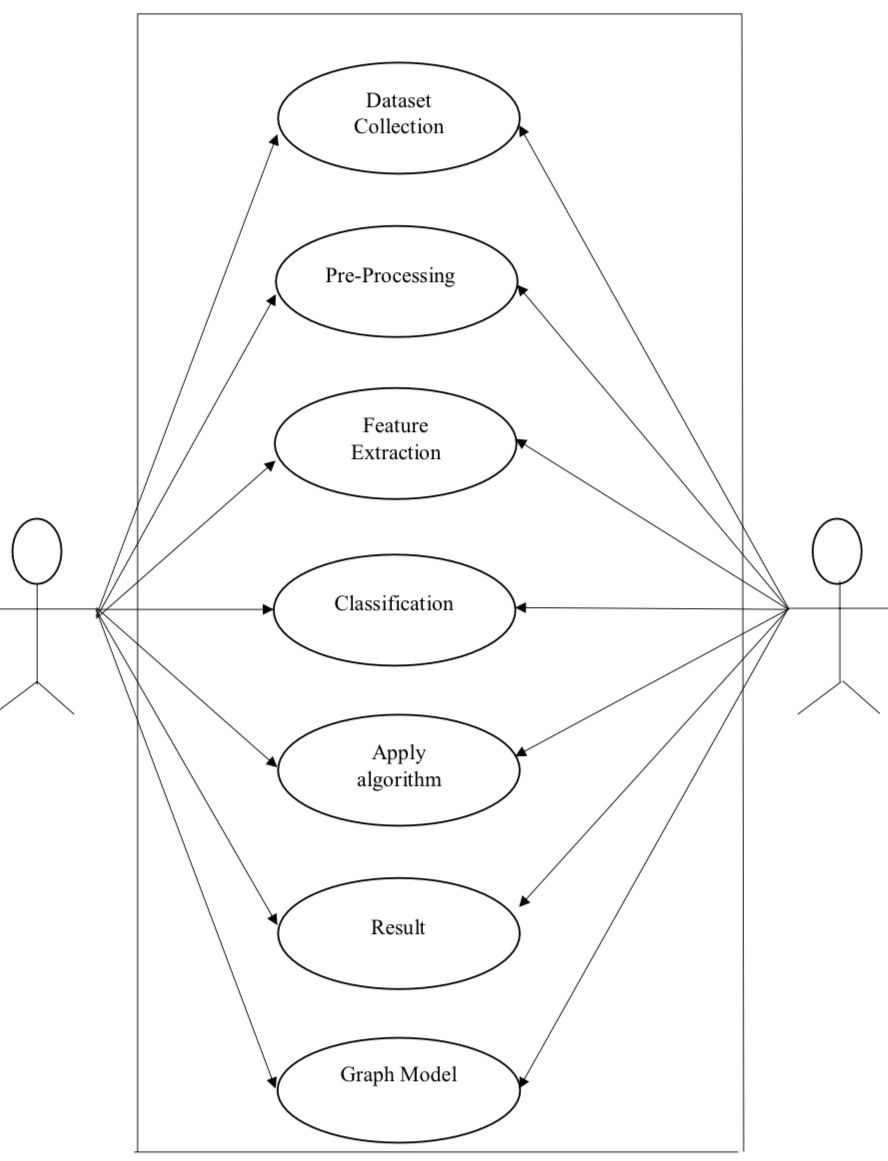 Dataset
Collection
Pre-Processing
Feature
Extraction
Classification
Apply
algorithm
Result
Graph Model